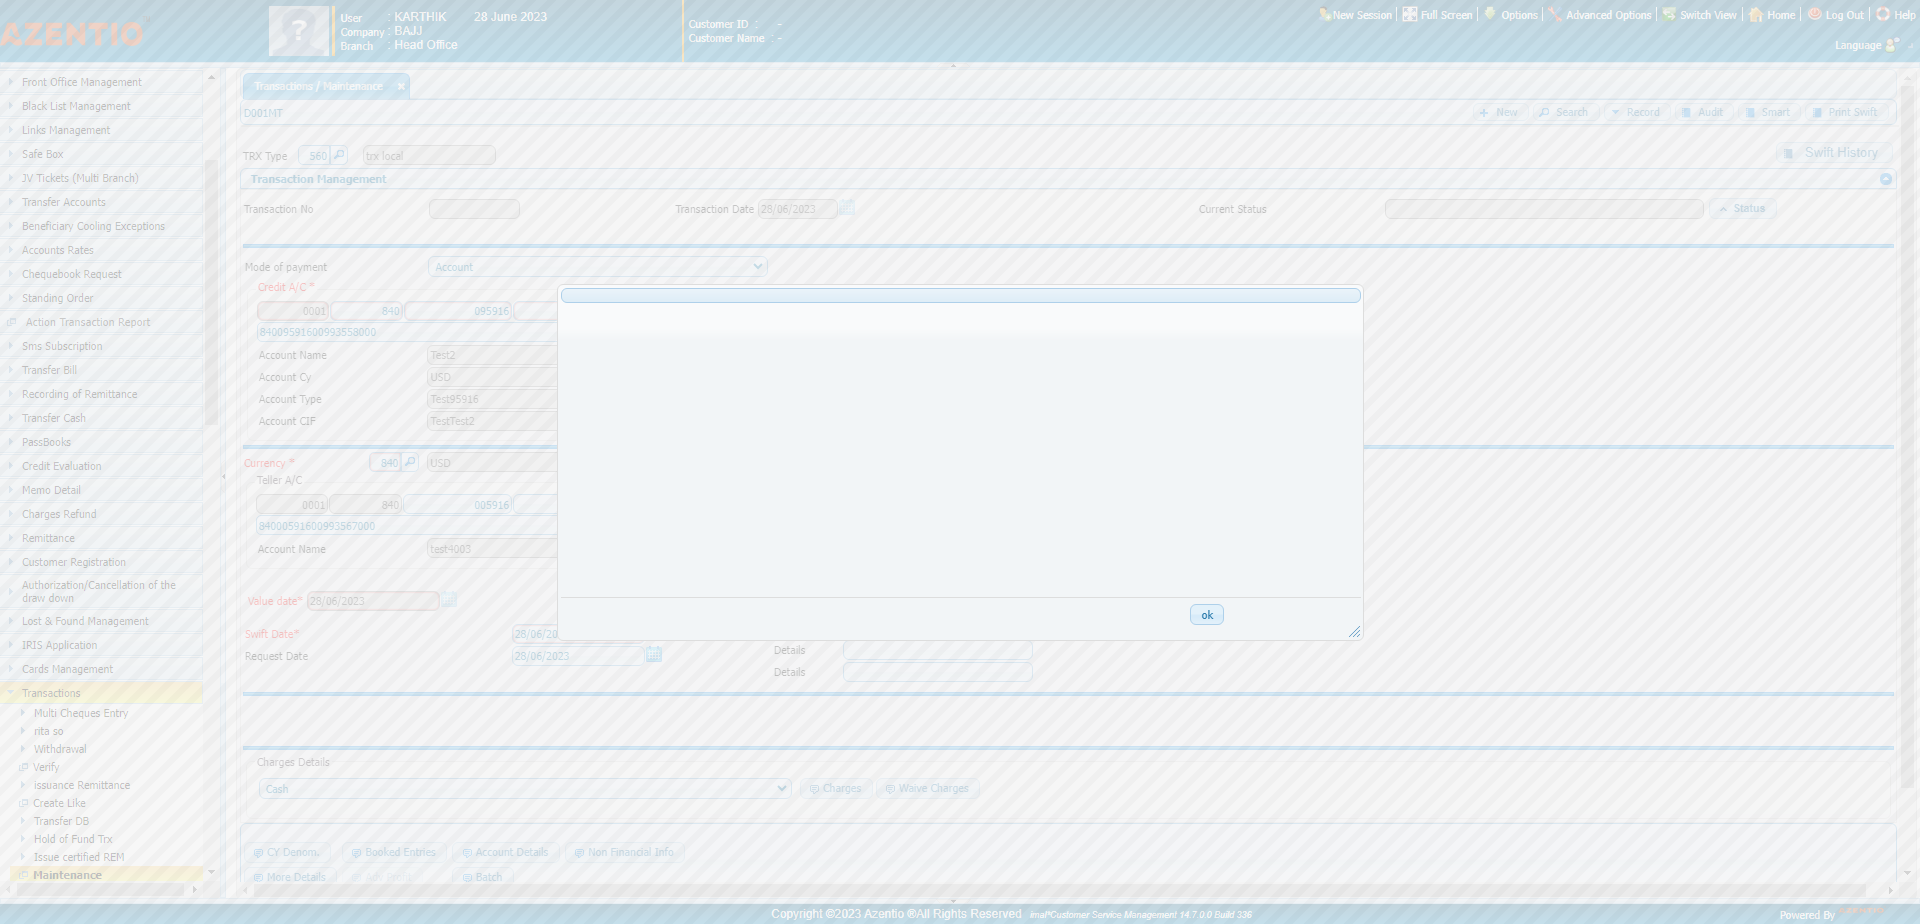 AZENTIO
User : KARTHIK 28 June 2023
Company : BAJJ
Branch : Head Office
Customer ID : -
Customer Name : -
New Session Full Screen Options Advanced Options Switch View Home Log Out Help
Language
Front Office Management
Black List Management
Links Management
Safe Box
JV Tickets (Multi Branch)
Transfer Accounts
Beneficiary Cooling Exceptions
Accounts Rates
Chequebook Request
Standing Order
Action Transaction Report
Sms Subscription
Transfer Bill
Recording of Remittance
Transfer Cash
PassBooks
Credit Evaluation
Memo Detail
Charges Refund
Remittance
Customer Registration
Authorization/Cancellation of the
draw down
Lost & Found Management
IRIS Application
Cards Management
Transactions
Multi Cheques Entry
rita so
Withdrawal
Verify
issuance Remittance
Create Like
Transfer DB
Hold of Fund Trx
Issue certified REM
Maintenance
Transactions / Maintenance
D001MT
New Search Record Audit Smart Print Swift
TRX Type 560 trx local
Swift History
Transaction Management
Transaction No
Transaction Date 28/06/2023
Current Status
Status
Mode of payment Account
Credit A/C *
0001 840 095916
84009591600993558000
Account Name Test2
Account Cy USD
Account Type Test95916
Account CIF TestTest2
Currency * 840 USD
Teller A/C
0001 840 005916
84000591600993567000
Account Name test4003
Value date* 28/06/2023
Swift Date* 28/06/20
Request Date 28/06/2023
Details
Details
ok
Charges Details
Cash
Charges Waive Charges
CY Denom. Booked Entries Account Details Non Financial Info
More Details Adv Profit Batch
Copyright ©2023 Azentio ®All Rights Reserved imal*Customer Service Management 14.7.0.0 Build 336
Powered By